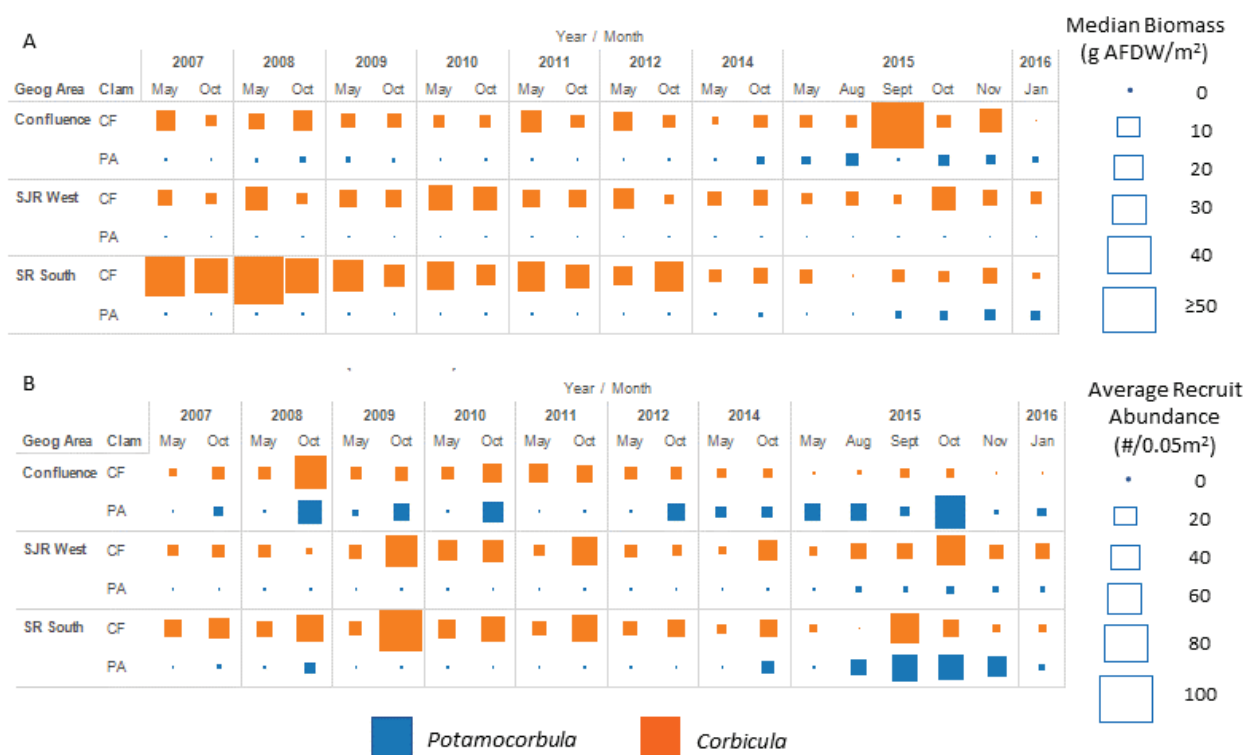 A
Year / Month
2007 2008 2009 2010 2011 2012 2014 2015 2016
Geog Area Clam May Oct May Oct May Oct May Oct May Oct May Oct May Oct May Aug Sept Oct Nov Jan
Confluence CF
PA
SJR West CF
PA
SR South CF
PA
Median Biomass
(g AFDW/m²)
0
10
20
30
40
≥50
B
Year / Month
2007 2008 2009 2010 2011 2012 2014 2015 2016
Geog Area Clam May Oct May Oct May Oct May Oct May Oct May Oct May Oct May Aug Sept Oct Nov Jan
Confluence CF
PA
SJR West CF
PA
SR South CF
PA
Average Recruit
Abundance
(#/0.05m²)
0
20
40
60
80
100
Potamocorbula Corbicula